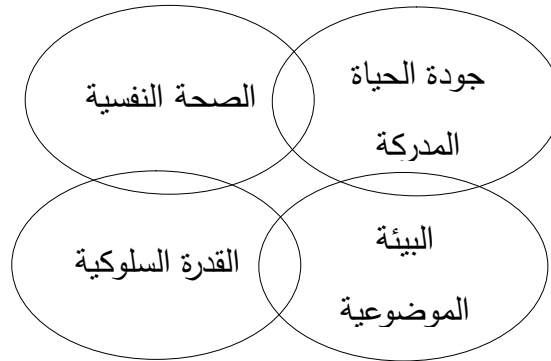 جودة الحياة
المدركة
الصحة النفسية
البيئة
الموضوعية
القدرة السلوكية